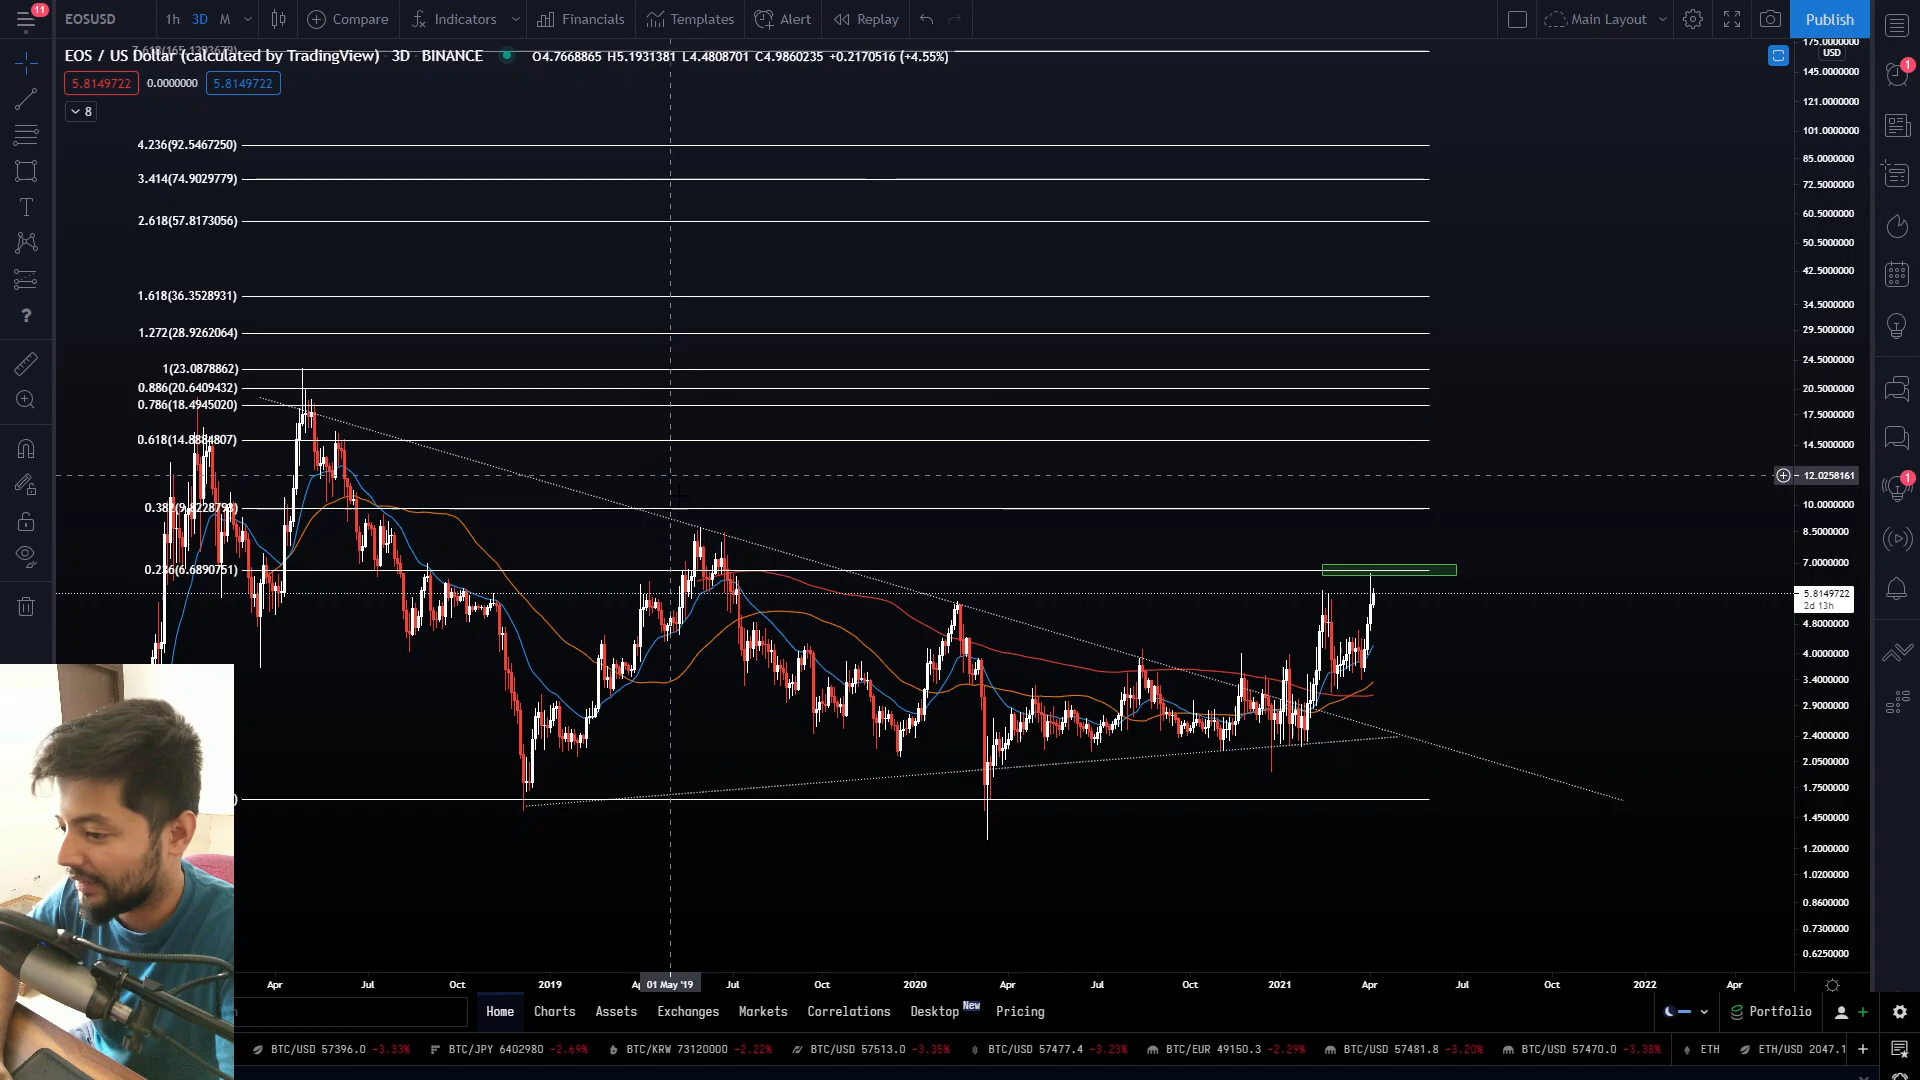 11
EOSUSD
1h 3D M
Compare
Indicators
Financials
Templates
Alert
Replay
Main Layout
Publish
EOS / US Dollar (calculated by TradingView) 3D BINANCE
O4.7668865 H5.1931381 L4.4808701 C4.9860235 +0.2170516 (+4.55%)
5.8149722 0.0000000 5.8149722
8
4.236(92.5467250)
3.414(74.9029779)
2.618(57.8173056)
1.618(36.3528931)
1.272(28.9262064)
1(23.0878862)
0.886(20.6409432)
0.786(18.4945020)
0.618(14.8884807)
0.236(6.6890751)
175.0000000
USD
145.0000000
121.0000000
101.0000000
85.0000000
72.5000000
60.5000000
50.5000000
42.5000000
34.5000000
29.5000000
24.5000000
20.5000000
17.5000000
14.5000000
12.0258161
10.0000000
8.5000000
7.0000000
5.8149722
2d 13h
4.8000000
4.0000000
3.4000000
2.9000000
2.4000000
2.0500000
1.7500000
1.4500000
1.2000000
1.0200000
0.8600000
0.7300000
0.6250000
1
1
Apr Jul Oct 2019 01 May '19 Jul Oct 2020 Apr Jul Oct 2021 Apr Jul Oct 2022 Apr
Home Charts Assets Exchanges Markets Correlations Desktop New Pricing
Portfolio
BTC/USD 57396.0 -3.33% BTC/JPY 6402980 -2.69% BTC/KRW 73120000 -2.22% BTC/USD 57513.0 -3.35% BTC/USD 57477.4 -3.23% BTC/EUR 49150.3 -2.29% BTC/USD 57481.8 -3.20% BTC/USD 57470.0 -3.38% ETH ETH/USD 2047.1